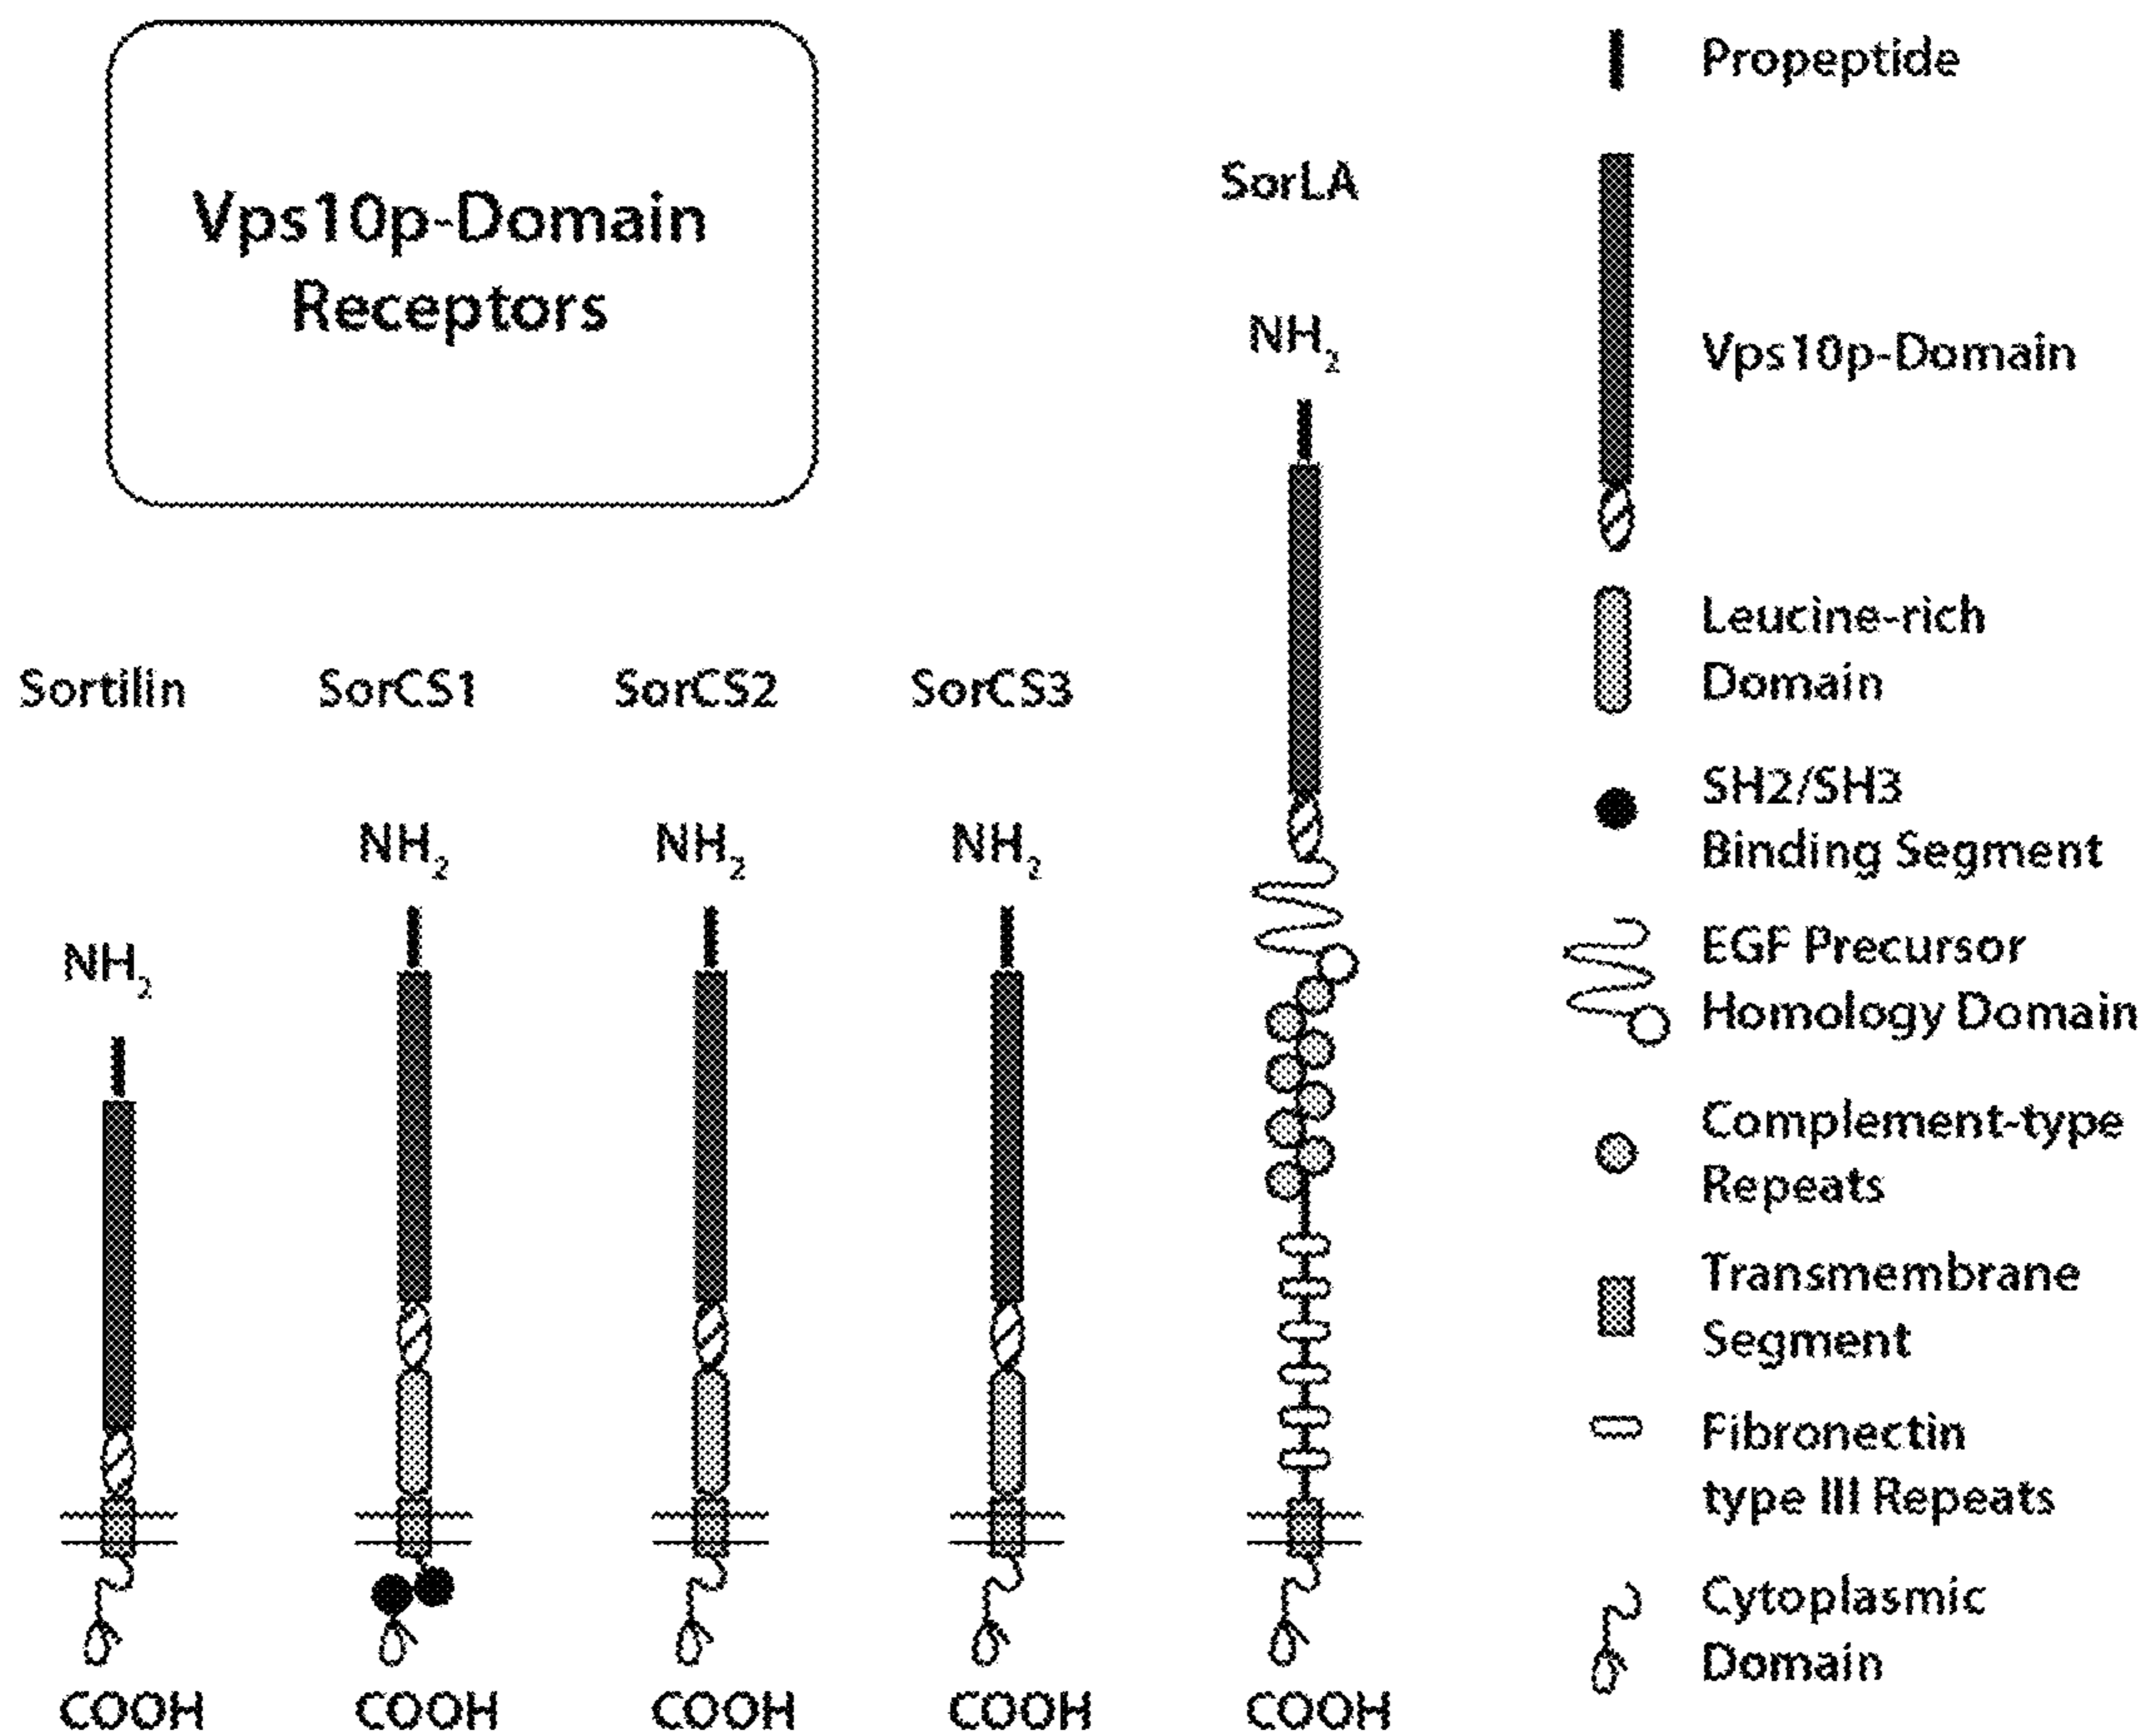 Vps10p-Domain
Receptors
Sortilin
NH2
COOH
SorCS1
NH2
COOH
SorCS2
NH2
COOH
SorCS3
NH2
COOH
SorLA
NH2
COOH
Propeptide
Vps10p-Domain
Leucine-rich
Domain
SH2/SH3
Binding Segment
EGF Precursor
Homology Domain
Complement-type
Repeats
Transmembrane
Segment
Fibronectin
type III Repeats
Cytoplasmic
Domain